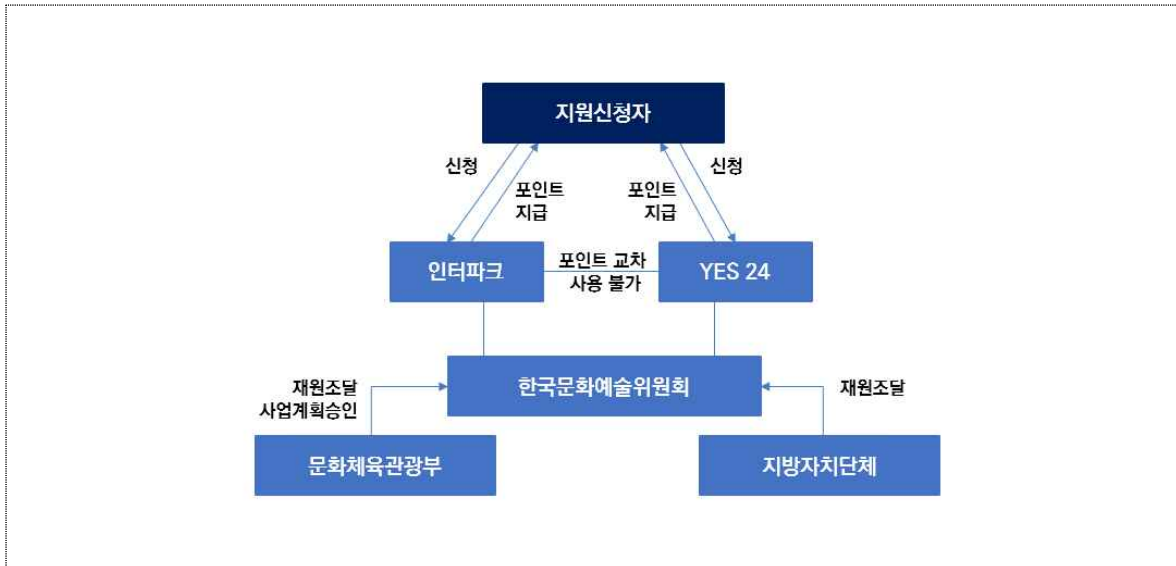 지원신청자
신청
신청
포인트
지급
포인트
지급
인터파크
포인트 교차
사용 불가
YES 24
한국문화예술위원회
재원조달
사업계획승인
재원조달
문화체육관광부
지방자치단체